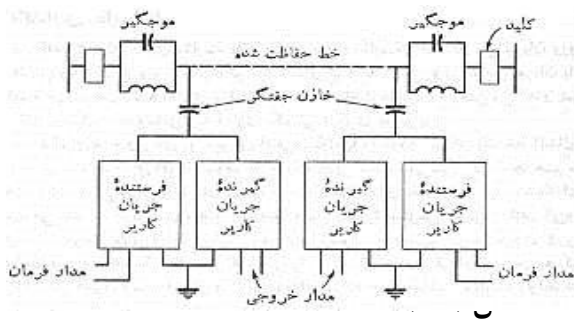 موجگیر
موجگیر
کلید
خط حفاظت شده
خازن جفتگی
فرستندهٔ
جریان
کاریر
گیرندهٔ
جریان
کاریر
گیرندهٔ
جریان
کاریر
فرستندهٔ
جریان
کاریر
مدار فرمان
مدار خروجی
مدار فرمان